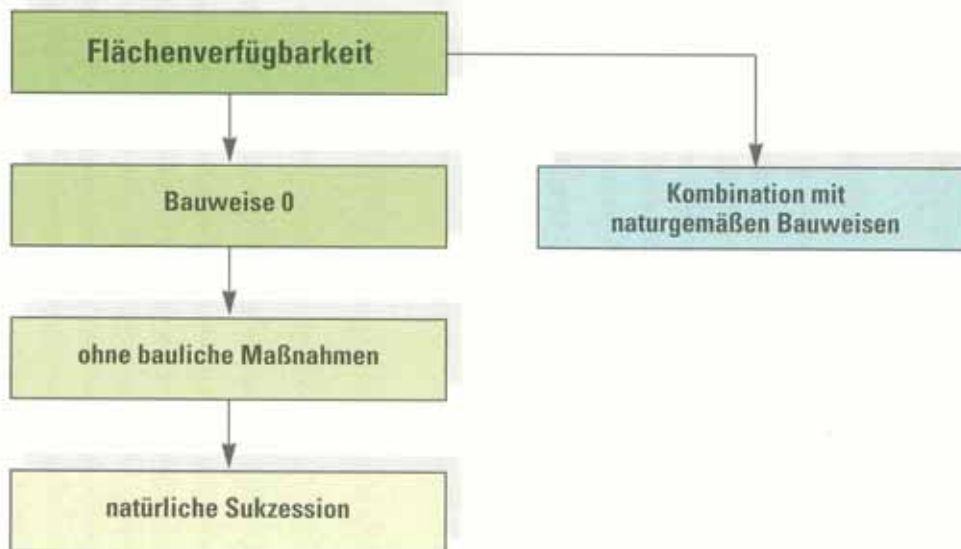 Flächenverfügbarkeit
Bauweise 0
Kombination mit
naturgemäßen Bauweisen
ohne bauliche Maßnahmen
natürliche Sukzession